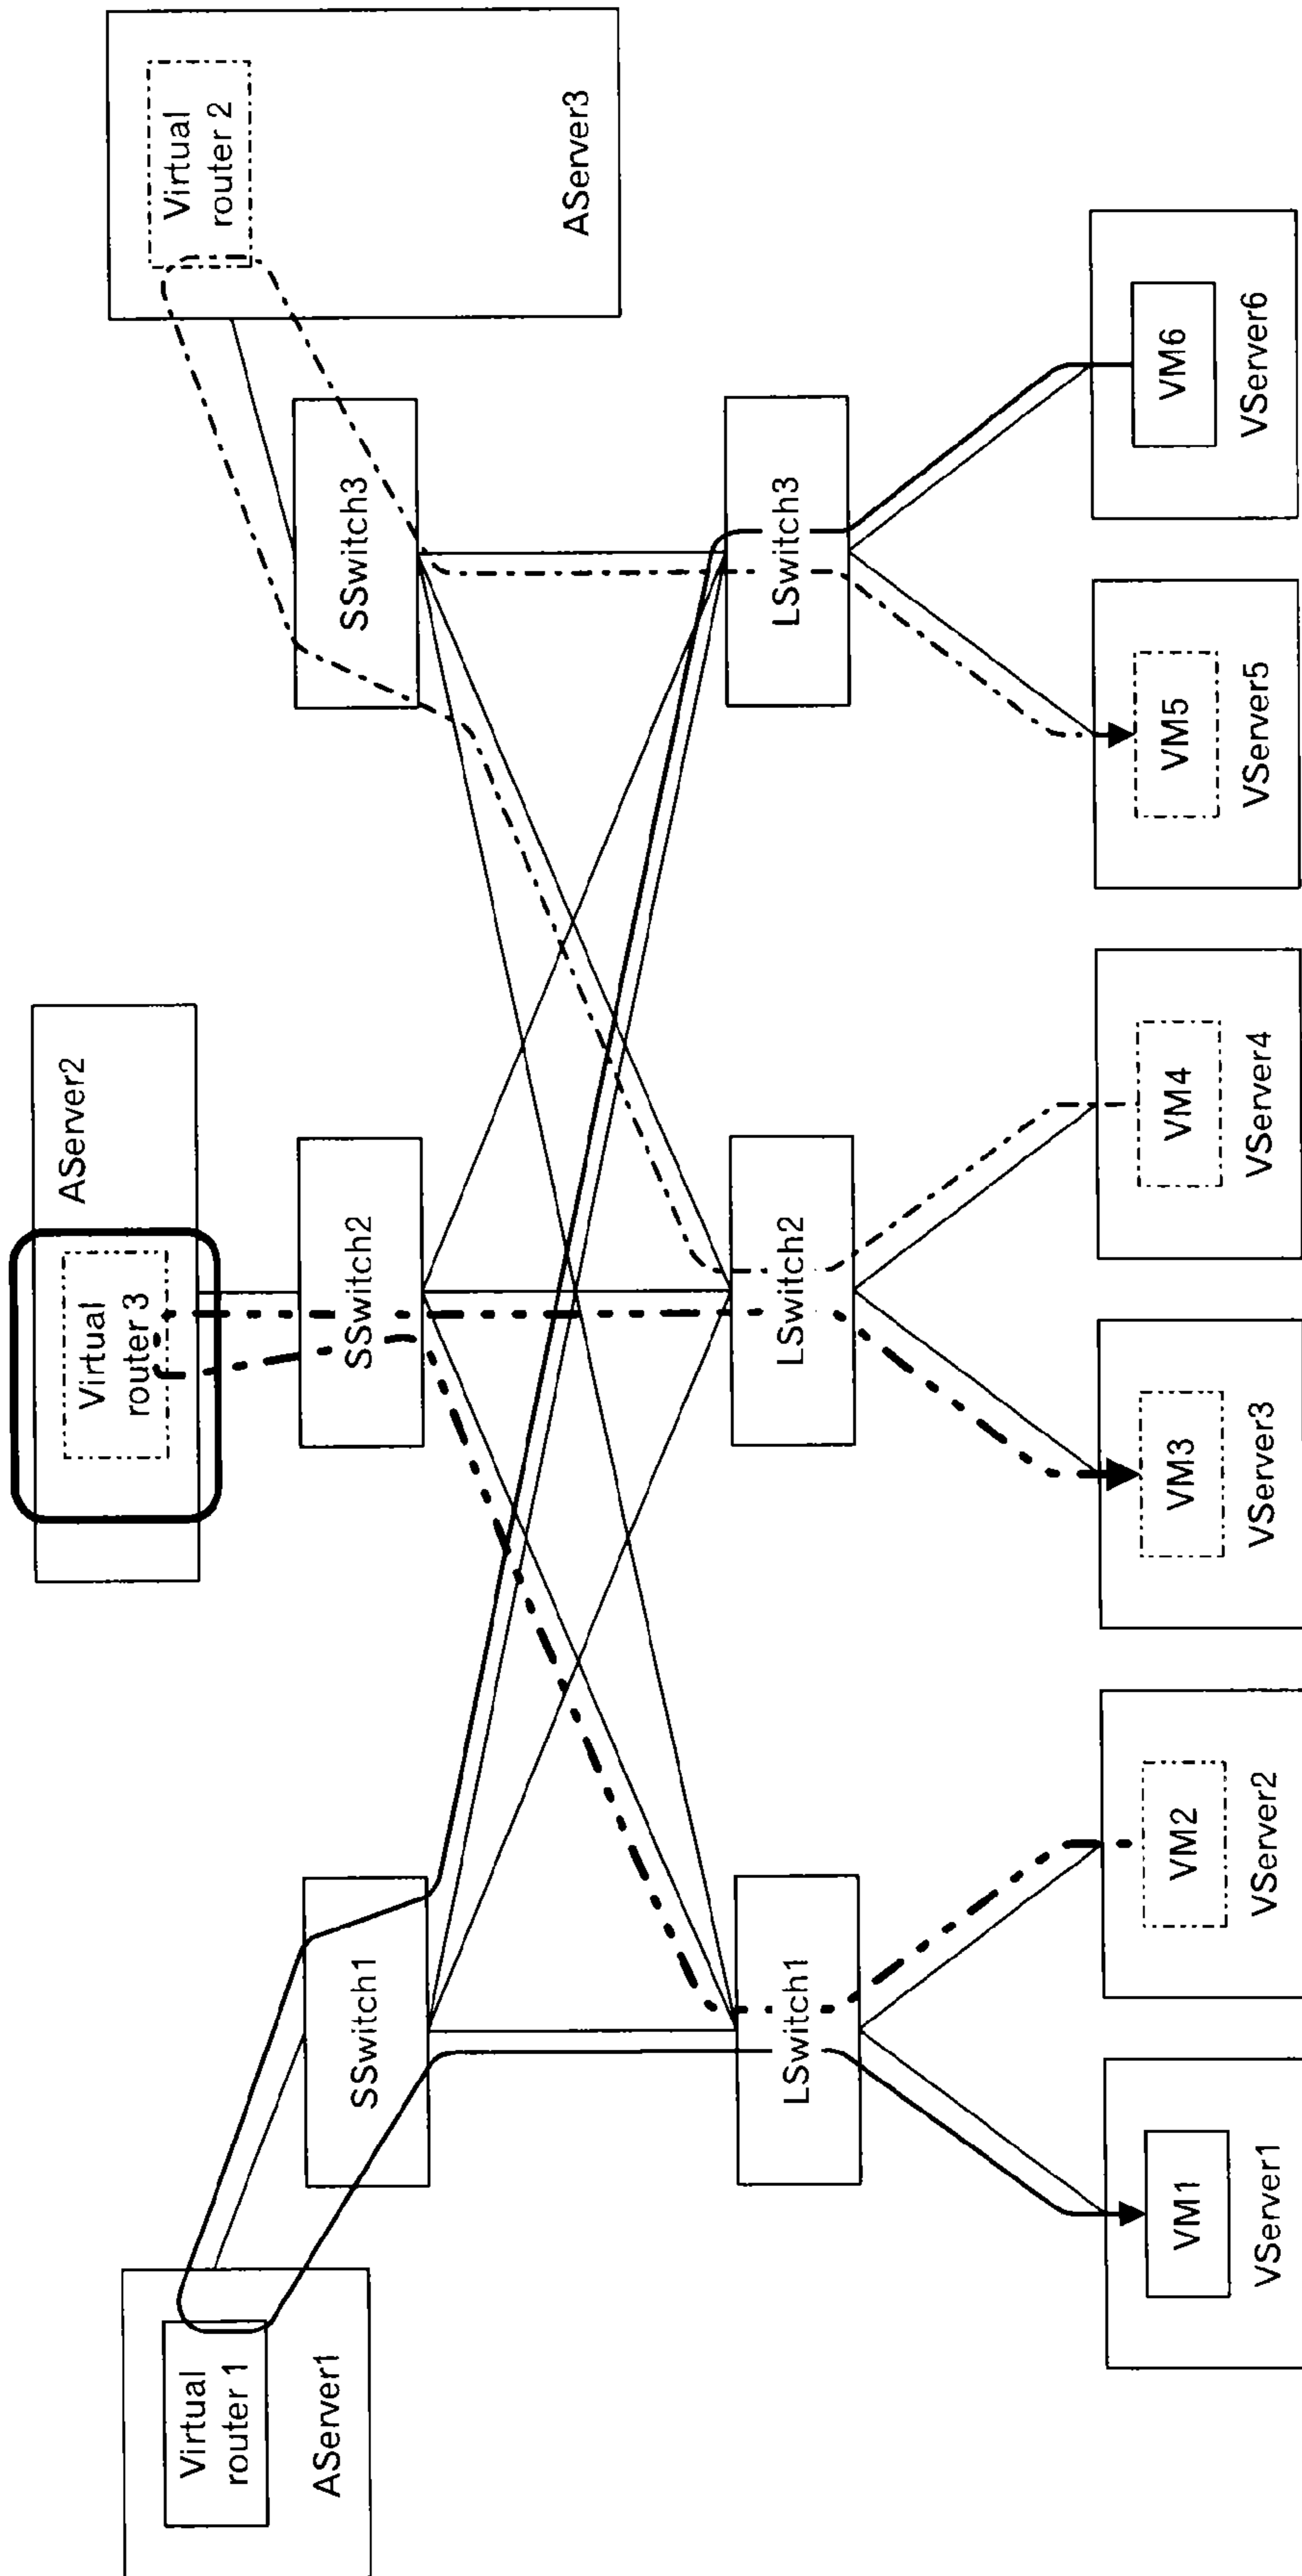 AServer2
Virtual
router 3
Virtual
router 1
AServer1
Virtual
router 2
AServer3
SSwitch1
SSwitch2
SSwitch3
LSwitch1
LSwitch2
LSwitch3
VM1
VServer1
VM2
VServer2
VM3
VServer3
VM4
VServer4
VM5
VServer5
VM6
VServer6